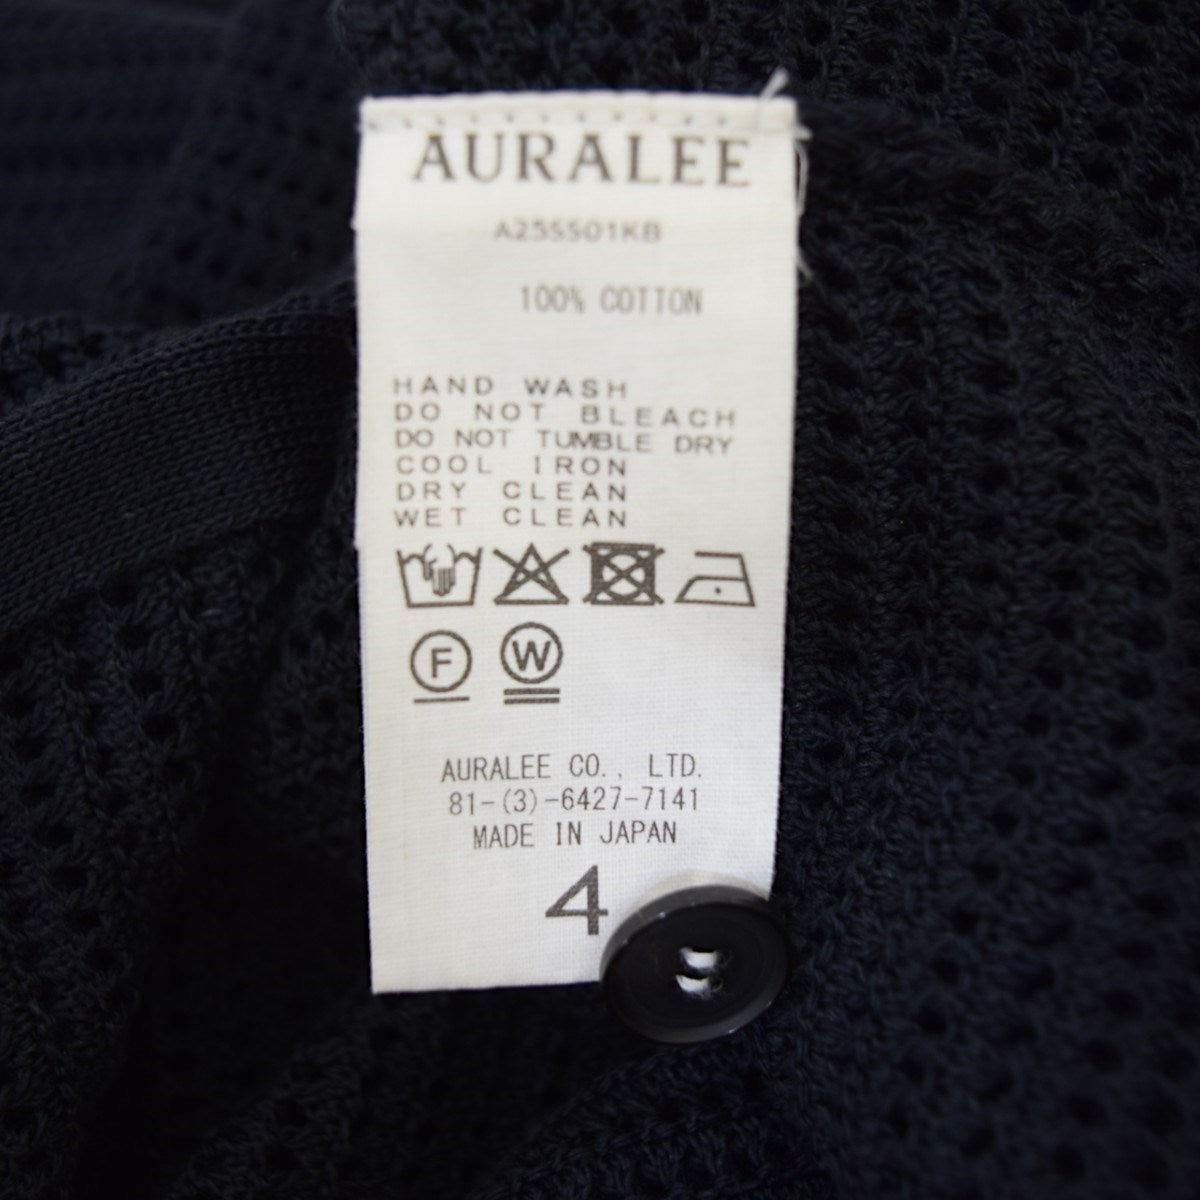 AURALEE
A25SS01KB
100% COTTON
HAND WASH
DO NOT BLEACH
DO NOT TUMBLE DRY
COOL IRON
DRY CLEAN
WET CLEAN
F W
AURALEE CO., LTD.
81-(3)-6427-7141
MADE IN JAPAN
4